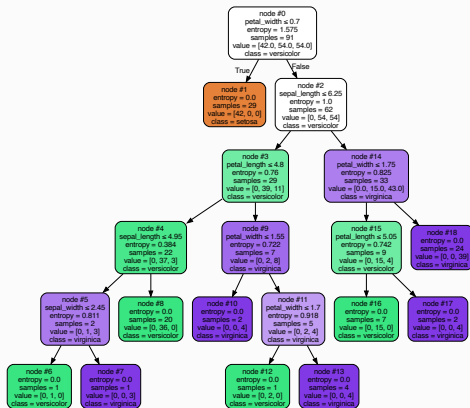 node #0
petal_width ≤ 0.7
entropy = 1.575
samples = 91
value = [42.0, 54.0, 54.0]
class = versicolor
True
False
node #1
entropy = 0.0
samples = 29
value = [42, 0, 0]
class = setosa
node #2
sepal_length ≤ 6.25
entropy = 1.0
samples = 62
value = [0, 54, 54]
class = versicolor
node #3
petal_length ≤ 4.8
entropy = 0.76
samples = 29
value = [0, 39, 11]
class = versicolor
node #14
petal_width ≤ 1.75
entropy = 0.825
samples = 33
value = [0.0, 15.0, 43.0]
class = virginica
node #4
sepal_length ≤ 4.95
entropy = 0.384
samples = 22
value = [0, 37, 3]
class = versicolor
node #9
petal_width ≤ 1.55
entropy = 0.722
samples = 7
value = [0, 2, 8]
class = virginica
node #15
petal_length ≤ 5.05
entropy = 0.742
samples = 9
value = [0, 15, 4]
class = versicolor
node #18
entropy = 0.0
samples = 24
value = [0, 0, 39]
class = virginica
node #5
sepal_width ≤ 2.45
entropy = 0.811
samples = 2
value = [0, 1, 3]
class = virginica
node #8
entropy = 0.0
samples = 20
value = [0, 36, 0]
class = versicolor
node #10
entropy = 0.0
samples = 2
value = [0, 0, 4]
class = virginica
node #11
petal_width ≤ 1.7
entropy = 0.918
samples = 5
value = [0, 2, 4]
class = virginica
node #16
entropy = 0.0
samples = 7
value = [0, 15, 0]
class = versicolor
node #17
entropy = 0.0
samples = 2
value = [0, 0, 4]
class = virginica
node #6
entropy = 0.0
samples = 1
value = [0, 1, 0]
class = versicolor
node #7
entropy = 0.0
samples = 1
value = [0, 0, 3]
class = virginica
node #12
entropy = 0.0
samples = 1
value = [0, 2, 0]
class = versicolor
node #13
entropy = 0.0
samples = 4
value = [0, 0, 4]
class = virginica